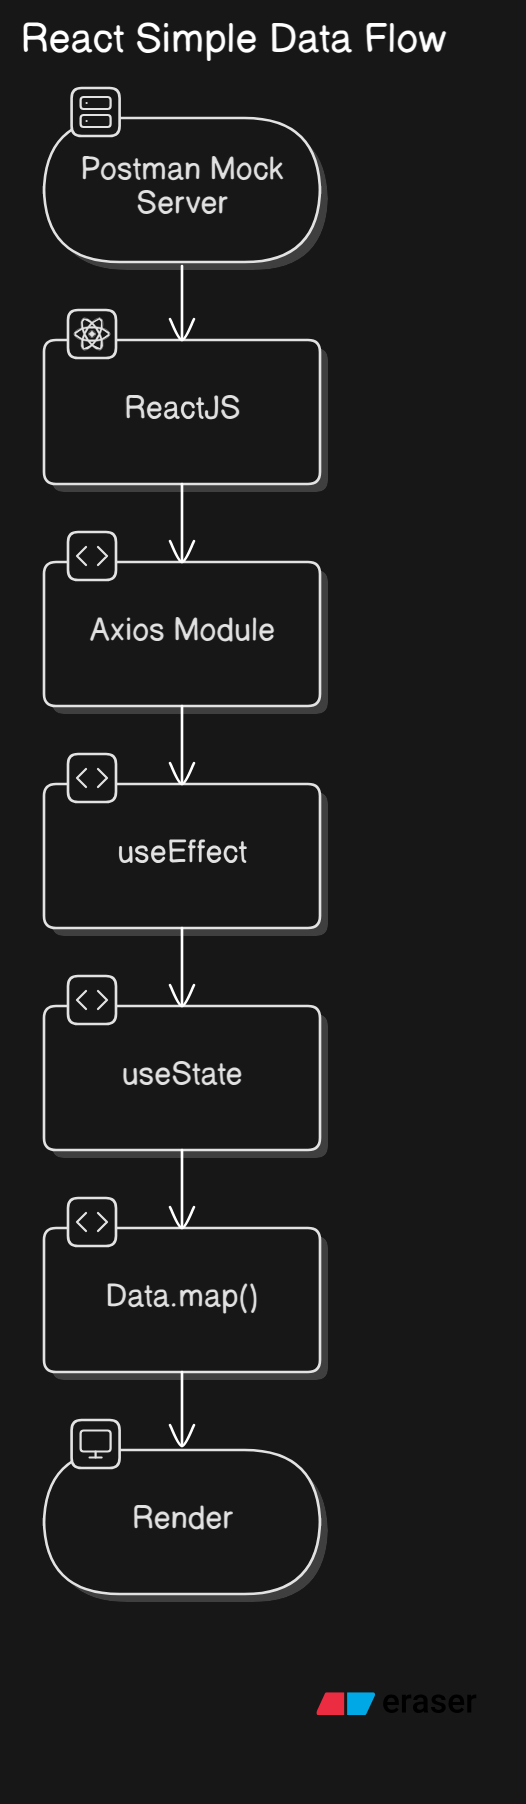 React Simple Data Flow
Postman Mock
Server
ReactJS
Axios Module
useEffect
useState
Data.map()
Render
eraser